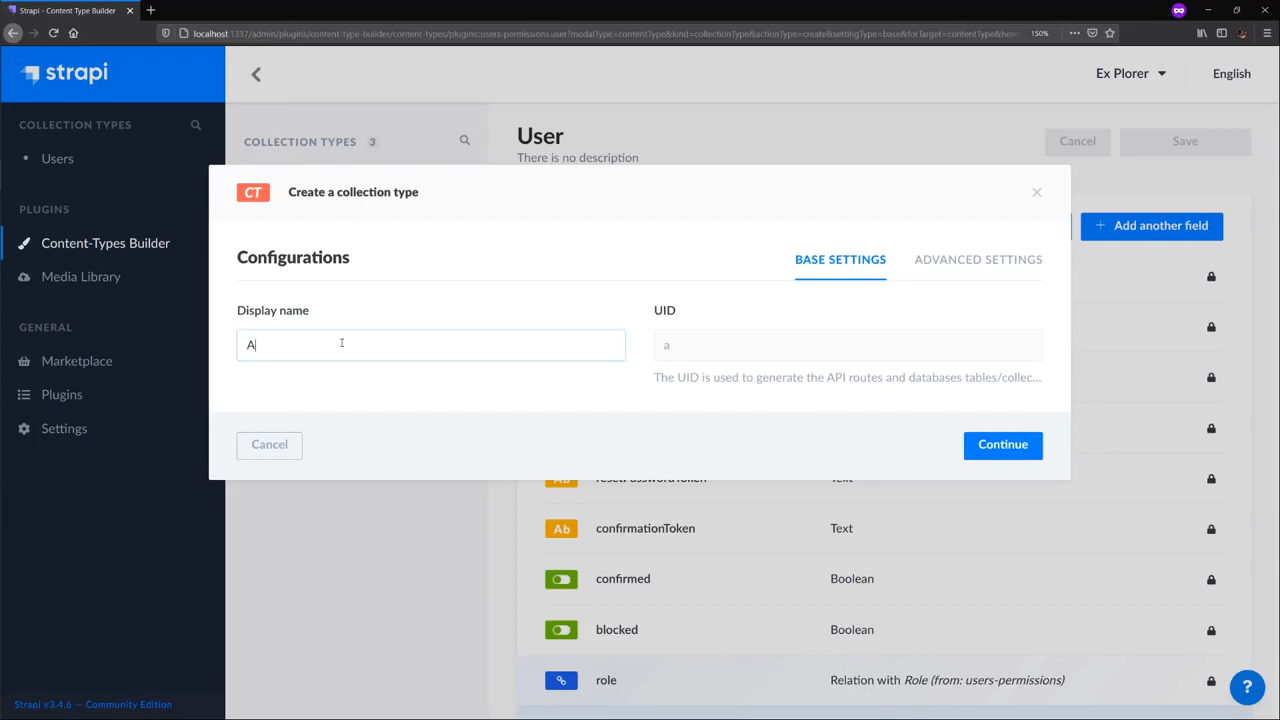 Strapi - Content Type Builder
localhost:1337/admin/plugins/content-type-builder/content-types/plugins::users-permissions.user?modalType=contentType&kind=collectionType&actionType=create&settingType=base&forTarget=contentType&hea
150%
strapi
Ex Plorer
English
COLLECTION TYPES
Users
PLUGINS
Content-Types Builder
Media Library
GENERAL
Marketplace
Plugins
Settings
Strapi v3.4.6 — Community Edition
COLLECTION TYPES 3
User
There is no description
Cancel
Save
Add another field
CT Create a collection type
Configurations
BASE SETTINGS
ADVANCED SETTINGS
Display name
A
UID
a
The UID is used to generate the API routes and databases tables/collec...
Cancel
Continue
resetPasswordToken Text
Ab confirmationToken Text
confirmed Boolean
blocked Boolean
role Relation with Role (from: users-permissions)
?